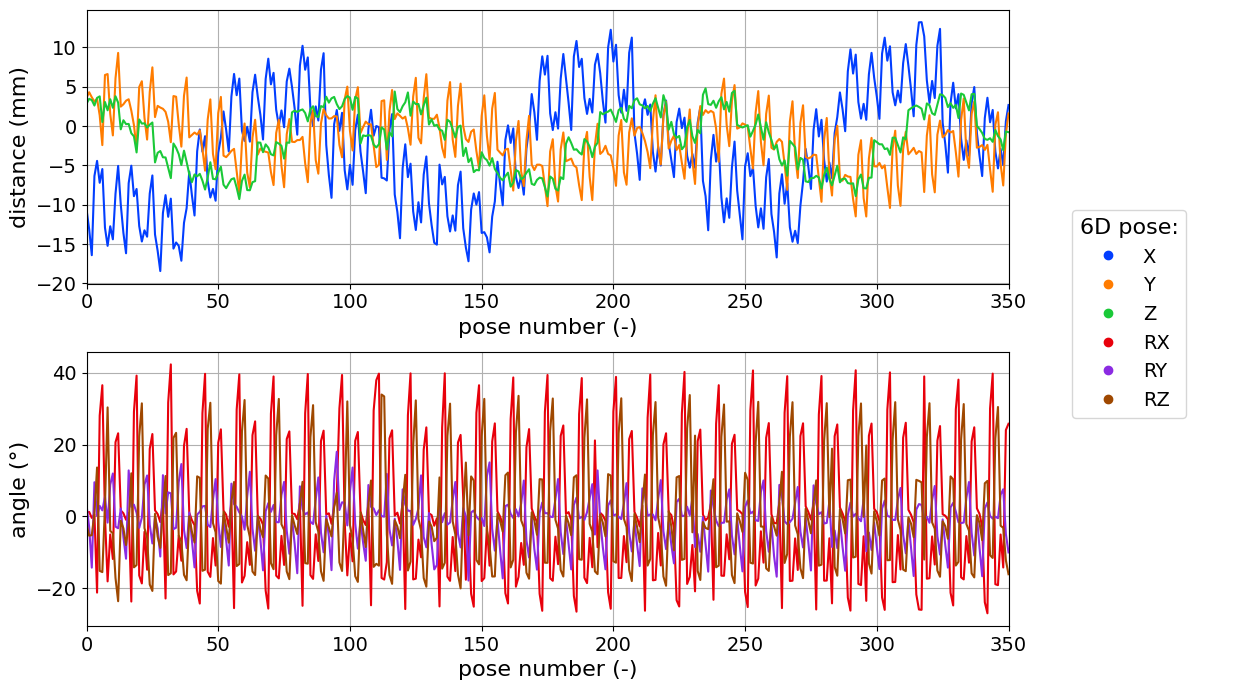 10
5
0
−5
−10
−15
−20
distance (mm)
0 50 100 150 200 250 300 350
pose number (-)
6D pose:
X
Y
Z
RX
RY
RZ
40
20
0
−20
angle (°)
0 50 100 150 200 250 300 350
pose number (-)